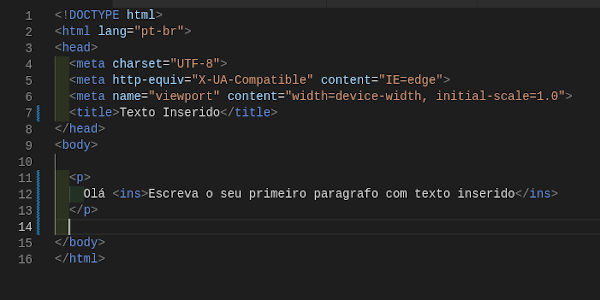 1 <!DOCTYPE html>
2 <html lang="pt-br">
3 <head>
4 <meta charset="UTF-8">
5 <meta http-equiv="X-UA-Compatible" content="IE=edge">
6 <meta name="viewport" content="width=device-width, initial-scale=1.0">
7 <title>Texto Inserido</title>
8 </head>
9 <body>
10
11 <p>
12 Olá <ins>Escreva o seu primeiro paragrafo com texto inserido</ins>
13 </p>
14
15 </body>
16 </html>